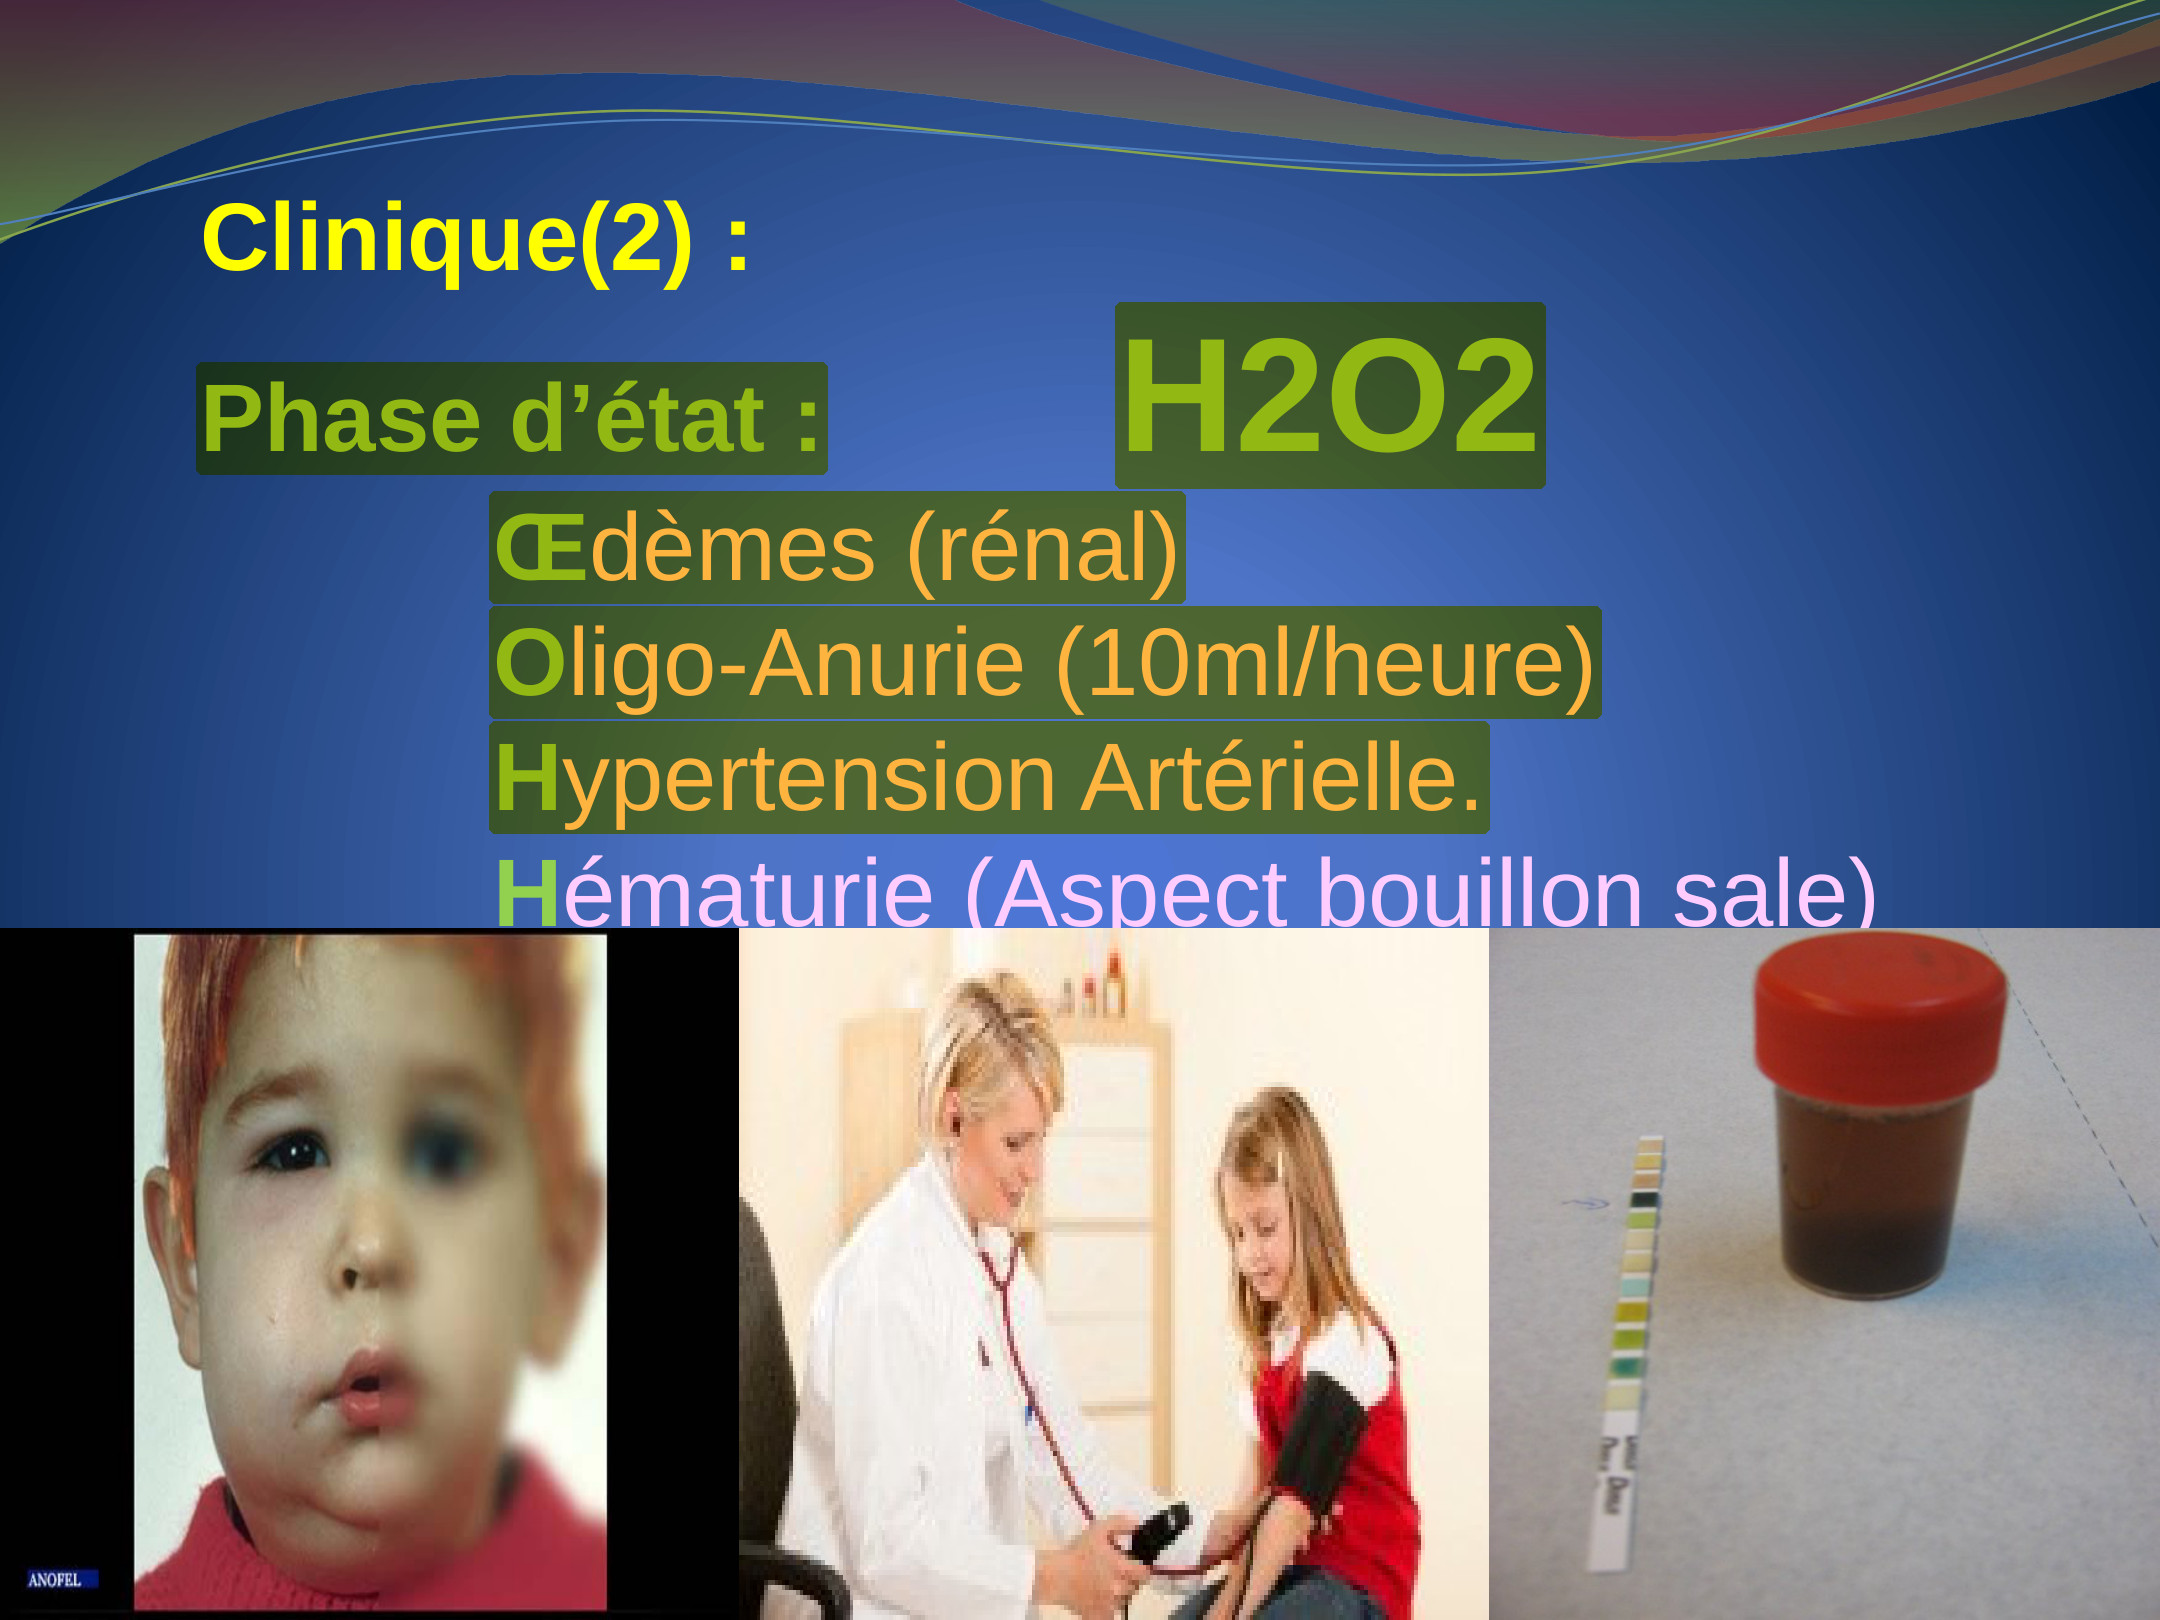 Clinique(2) :
Phase d’état : H2O2
Œdèmes (rénal)
Oligo-Anurie (10ml/heure)
Hypertension Artérielle.
Hématurie (Aspect bouillon sale)
ANOFEL